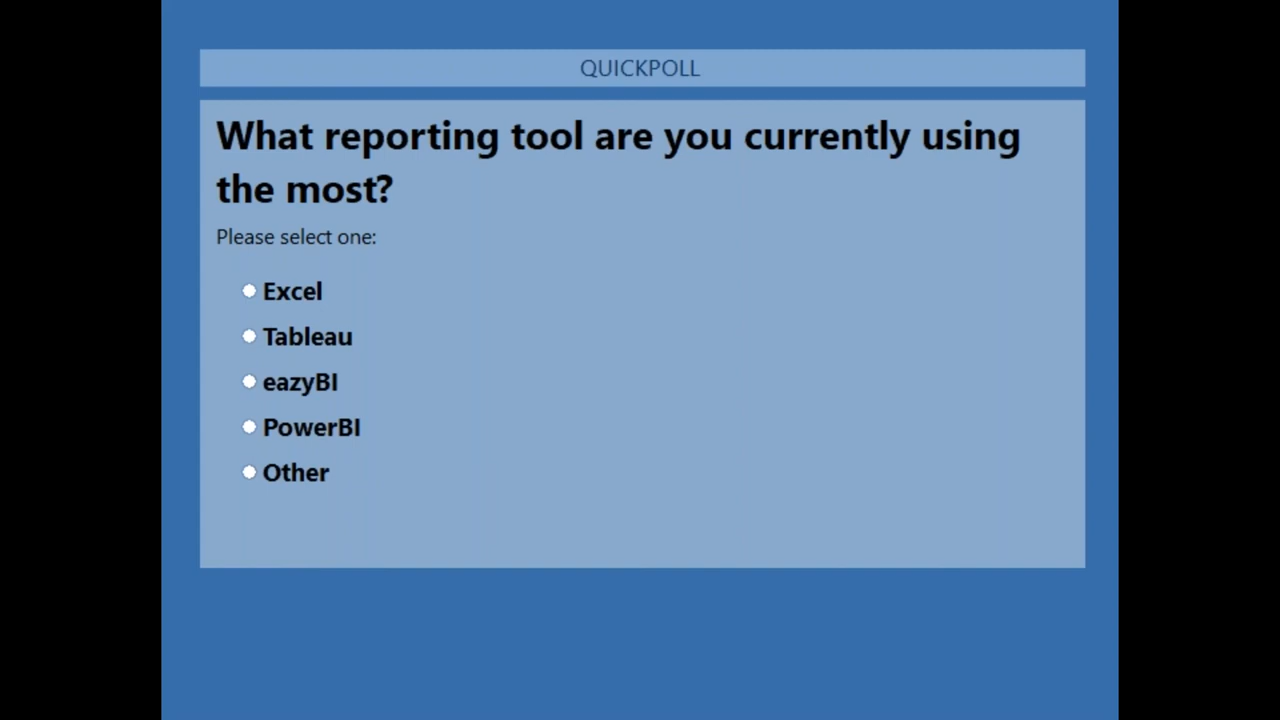 QUICKPOLL
What reporting tool are you currently using
the most?
Please select one:
Excel
Tableau
eazyBI
PowerBI
Other